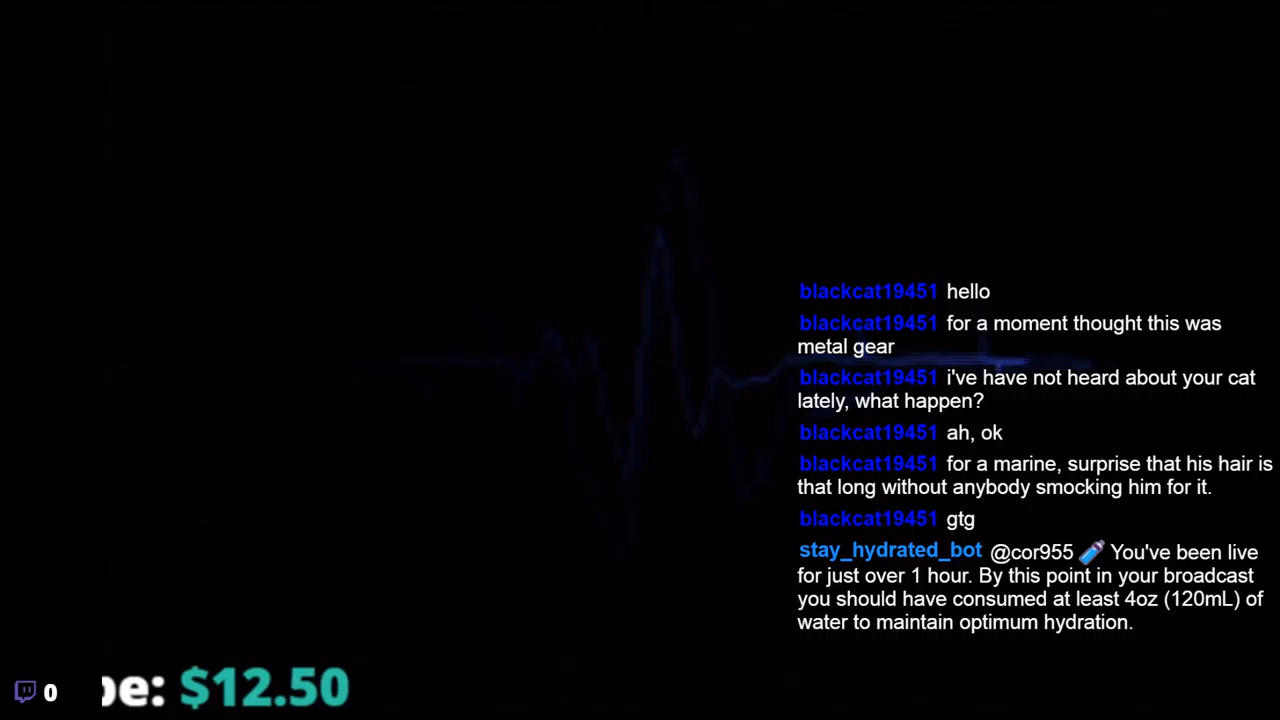 blackcat19451 hello
blackcat19451 for a moment thought this was
metal gear
blackcat19451 i've have not heard about your cat
lately, what happen?
blackcat19451 ah, ok
blackcat19451 for a marine, surprise that his hair is
that long without anybody smocking him for it.
blackcat19451 gtg
stay_hydrated_bot @cor955 You've been live
for just over 1 hour. By this point in your broadcast
you should have consumed at least 4oz (120mL) of
water to maintain optimum hydration.
$12.50
0